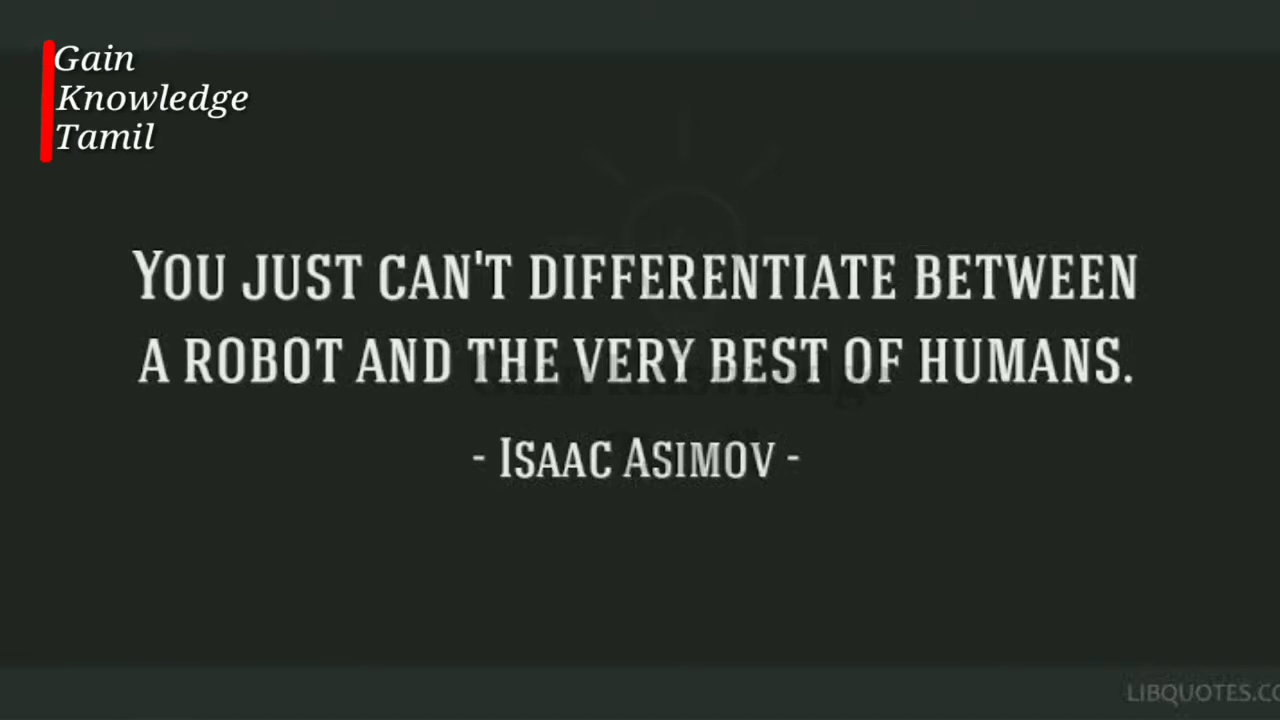 Gain
Knowledge
Tamil
You just can't differentiate between
a robot and the very best of humans.
- Isaac Asimov -
LIBQUOTES.CO